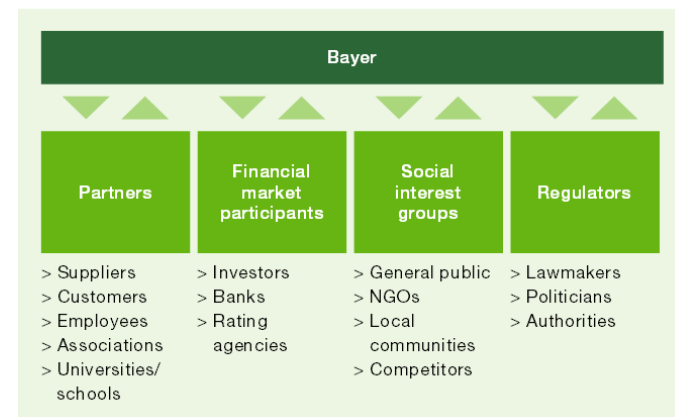 Bayer
Partners
Financial
market
participants
Social
interest
groups
Regulators
> Suppliers
> Customers
> Employees
> Associations
> Universities/
schools
> Investors
> Banks
> Rating
agencies
> General public
> NGOs
> Local
communities
> Competitors
> Lawmakers
> Politicians
> Authorities